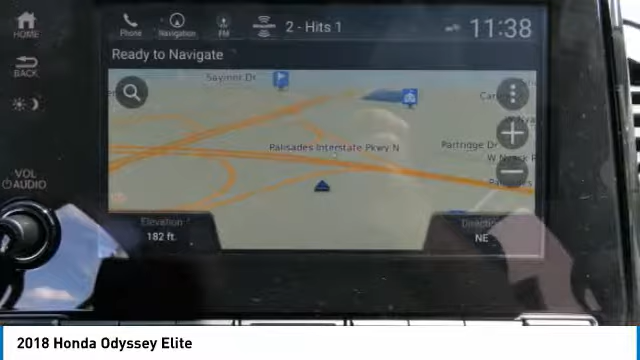 HOME
Phone
Navigation
FM
2 - Hits 1
11:38
Ready to Navigate
BACK
Saymor Dr
Palisades Interstate Pkwy N
Partridge Dr
W Nyack
VOL
AUDIO
Elevation
182 ft.
NE
2018 Honda Odyssey Elite